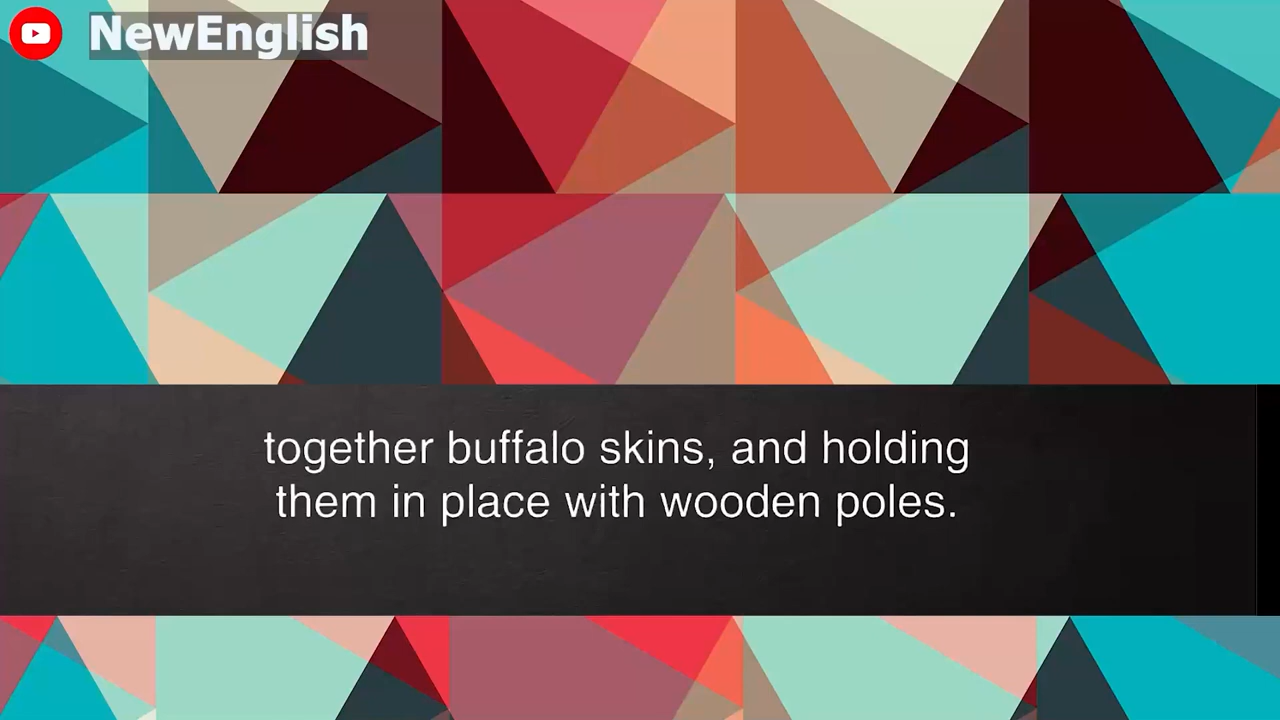 NewEnglish
together buffalo skins, and holding
them in place with wooden poles.